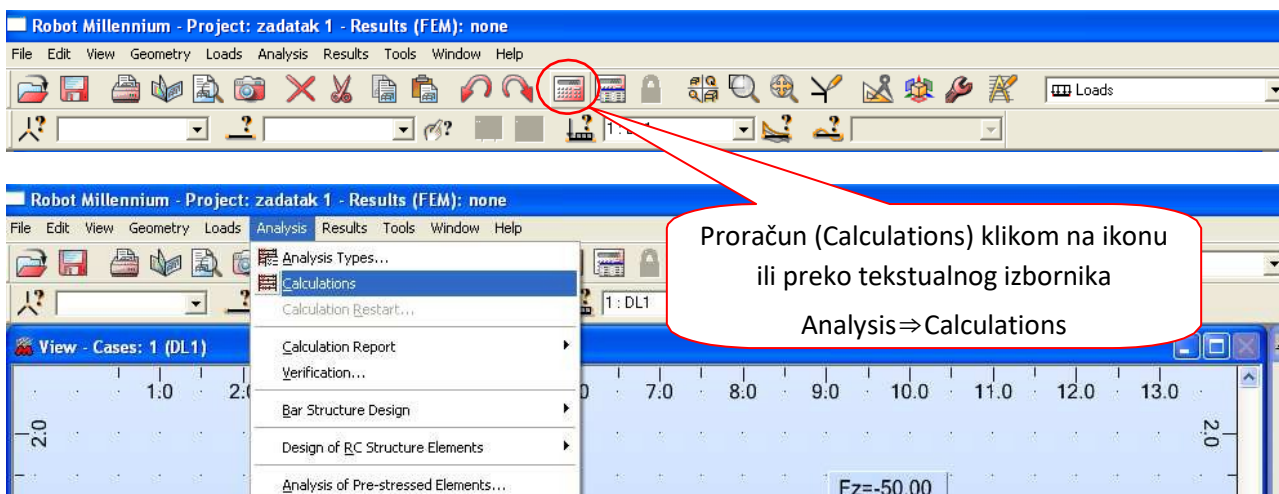 Robot Millennium - Project: zadatak 1 - Results (FEM): none
File Edit View Geometry Loads Analysis Results Tools Window Help
Loads
Robot Millennium - Project: zadatak 1 - Results (FEM): none
File Edit View Geometry Loads Analysis Results Tools Window Help
Analysis Types...
Calculations
Calculation Restart...
Calculation Report
Verification...
Bar Structure Design
Design of RC Structure Elements
Analysis of Pre-stressed Elements...
1 : DL1
Proračun (Calculations) klikom na ikonu
ili preko tekstualnog izbornika
Analysis⇒Calculations
View - Cases: 1 (DL1)
1.0 7.0 8.0 9.0 10.0 11.0 12.0 13.0
2.0 2.0
Fz=-50.00